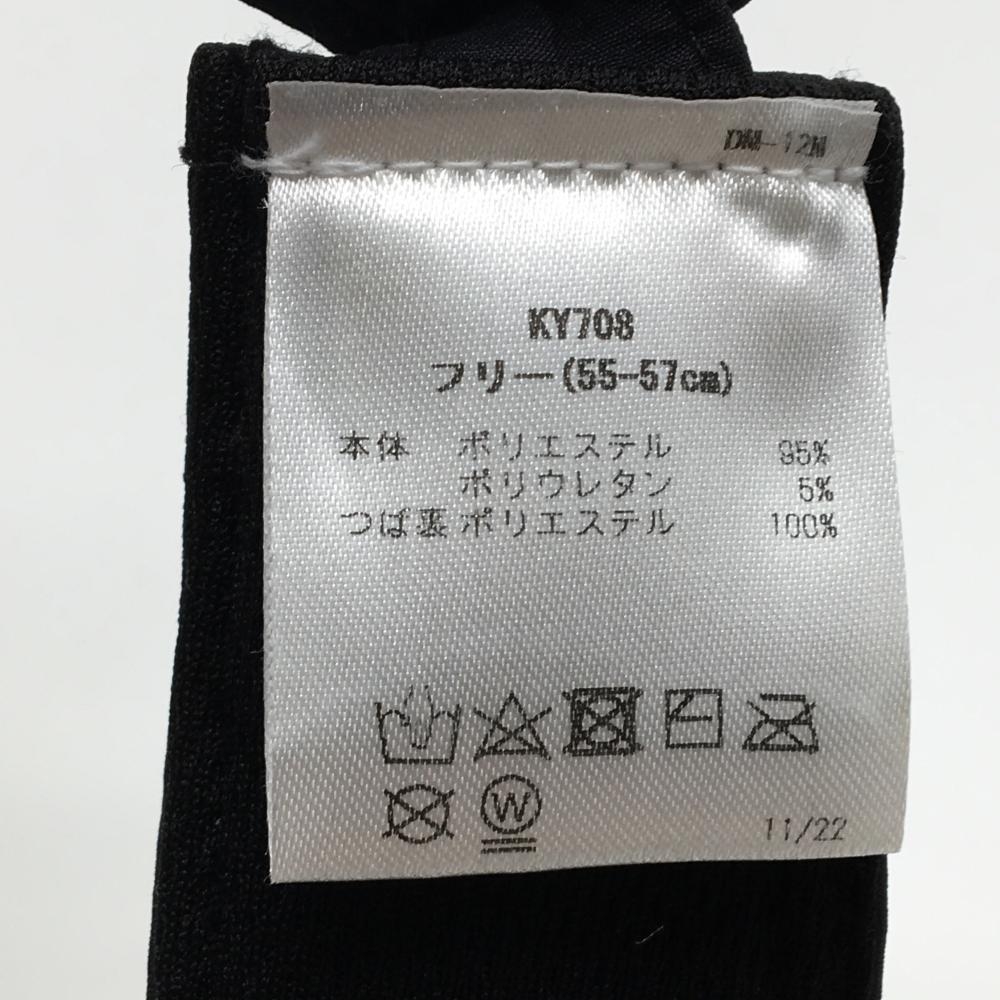 DM-12N
KY708
フリー(55-57cm)
本体 ポリエステル 95%
ポリウレタン 5%
つば裏 ポリエステル 100%
W
11/22